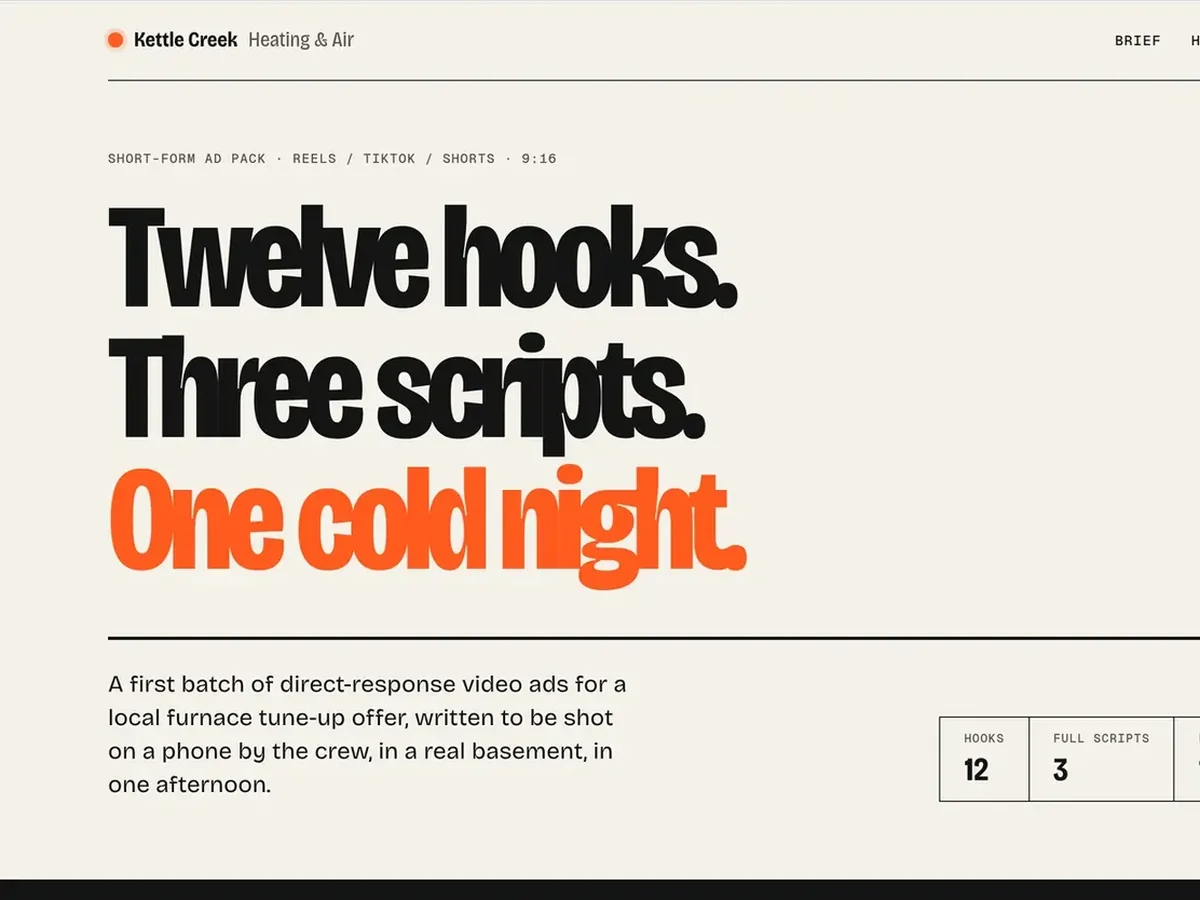 Kettle Creek Heating & Air
BRIEF
SHORT-FORM AD PACK · REELS / TIKTOK / SHORTS · 9:16
Twelve hooks.
Three scripts.
One cold night.
A first batch of direct-response video ads for a
local furnace tune-up offer, written to be shot
on a phone by the crew, in a real basement, in
one afternoon.
HOOKS
12
FULL SCRIPTS
3